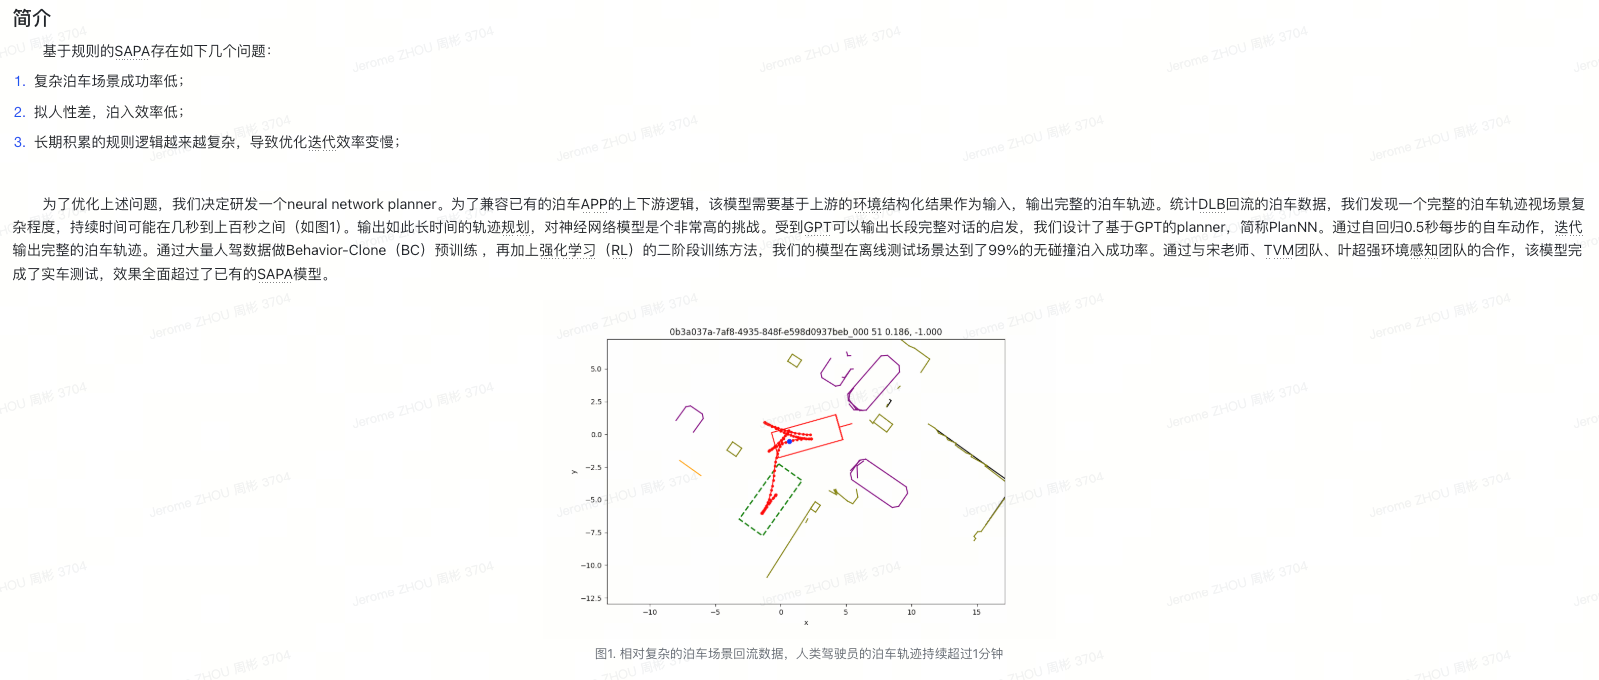 简介
基于规则的SAPA存在如下几个问题：
1. 复杂泊车场景成功率低；
2. 拟人性差，泊入效率低；
3. 长期积累的规则逻辑越来越复杂，导致优化迭代效率变慢；
为了优化上述问题，我们决定研发一个neural network planner。为了兼容已有的泊车APP的上下游逻辑，该模型需要基于上游的环境结构化结果作为输入，输出完整的泊车轨迹。统计DLB回流的泊车数据，我们发现一个完整的泊车轨迹视场景复
杂程度，持续时间可能在几秒到上百秒之间（如图1）。输出如此长时间的轨迹规划，对神经网络模型是个非常高的挑战。受到GPT可以输出长段完整对话的启发，我们设计了基于GPT的planner，简称PlanNN。通过自回归0.5秒每步的自车动作，迭代
输出完整的泊车轨迹。通过大量人驾数据做Behavior-Clone（BC）预训练 ，再加上强化学习（RL）的二阶段训练方法，我们的模型在离线测试场景达到了99%的无碰撞泊入成功率。通过与宋老师、TVM团队、叶超强环境感知团队的合作，该模型完
成了实车测试，效果全面超过了已有的SAPA模型。
0b3a037a-7af8-4935-848f-e598d0937beb_000 51 0.186, -1.000
5.0
2.5
0.0
−2.5
−5.0
−7.5
−10.0
−12.5
y
−10 −5 0 5 10 15
x
图1. 相对复杂的泊车场景回流数据，人类驾驶员的泊车轨迹持续超过1分钟
Jerome ZHOU 周彬 3704